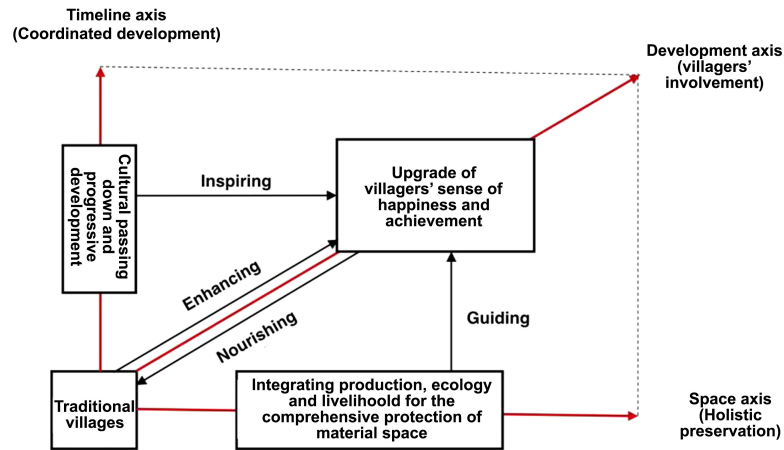 Timeline axis
(Coordinated development)
Development axis
(villagers’
involvement)
Cultural passing
down and
progressive
development
Inspiring
Upgrade of
villagers’ sense of
happiness and
achievement
Enhancing
Nourishing
Guiding
Traditional
villages
Integrating production, ecology
and livelihoold for the
comprehensive protection of
material space
Space axis
(Holistic
preservation)